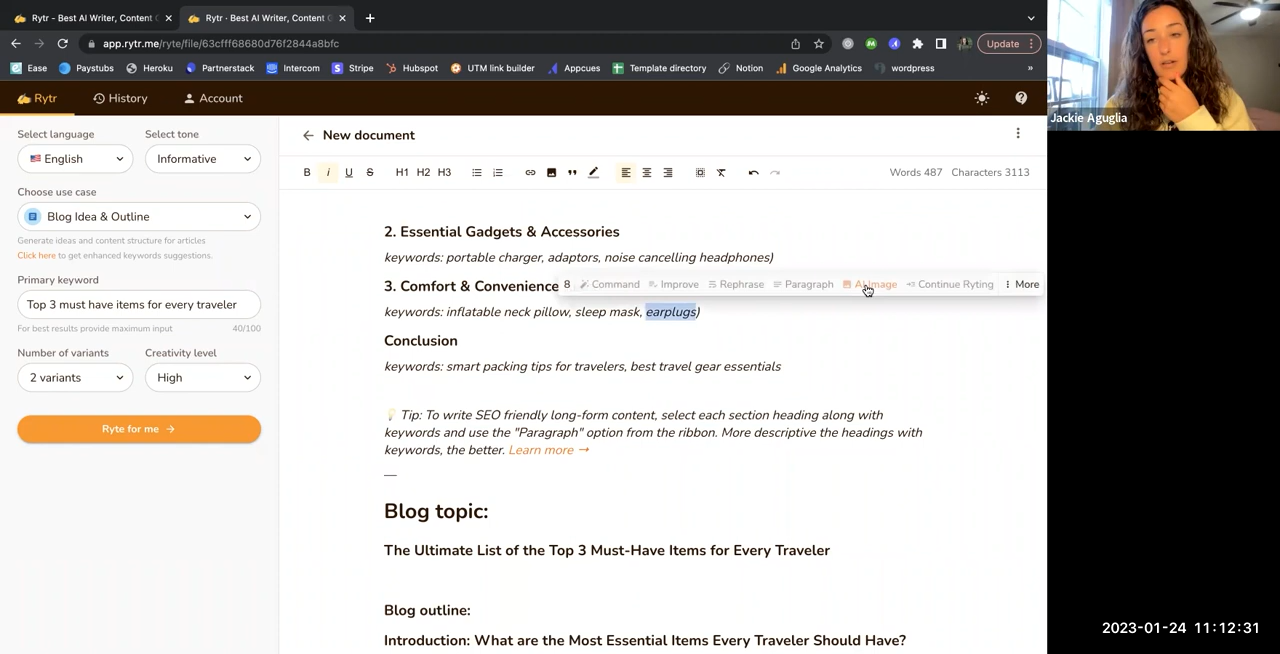 Rytr - Best AI Writer, Content
Rytr · Best AI Writer, Content
app.rytr.me/ryte/file/63cfff68680d76f2844a8bfc
Update
Ease
Paystubs
Heroku
Partnerstack
Intercom
Stripe
Hubspot
UTM link builder
Appcues
Template directory
Notion
Google Analytics
wordpress
»
Rytr
History
Account
Jackie Aguglia
Select language
Select tone
English
Informative
Choose use case
Blog Idea & Outline
Generate ideas and content structure for articles
Click here to get enhanced keywords suggestions.
Primary keyword
Top 3 must have items for every traveler
For best results provide maximum input
40/100
Number of variants
Creativity level
2 variants
High
Ryte for me →
New document
B i U S H1 H2 H3
Words 487 Characters 3113
2. Essential Gadgets & Accessories
keywords: portable charger, adaptors, noise cancelling headphones)
3. Comfort & Convenience
8 Command Improve Rephrase Paragraph AI Image Continue Ryting More
keywords: inflatable neck pillow, sleep mask, earplugs)
Conclusion
keywords: smart packing tips for travelers, best travel gear essentials
💡 Tip: To write SEO friendly long-form content, select each section heading along with
keywords and use the "Paragraph" option from the ribbon. More descriptive the headings with
keywords, the better. Learn more →
—
Blog topic:
The Ultimate List of the Top 3 Must-Have Items for Every Traveler
Blog outline:
Introduction: What are the Most Essential Items Every Traveler Should Have?
2023-01-24 11:12:31